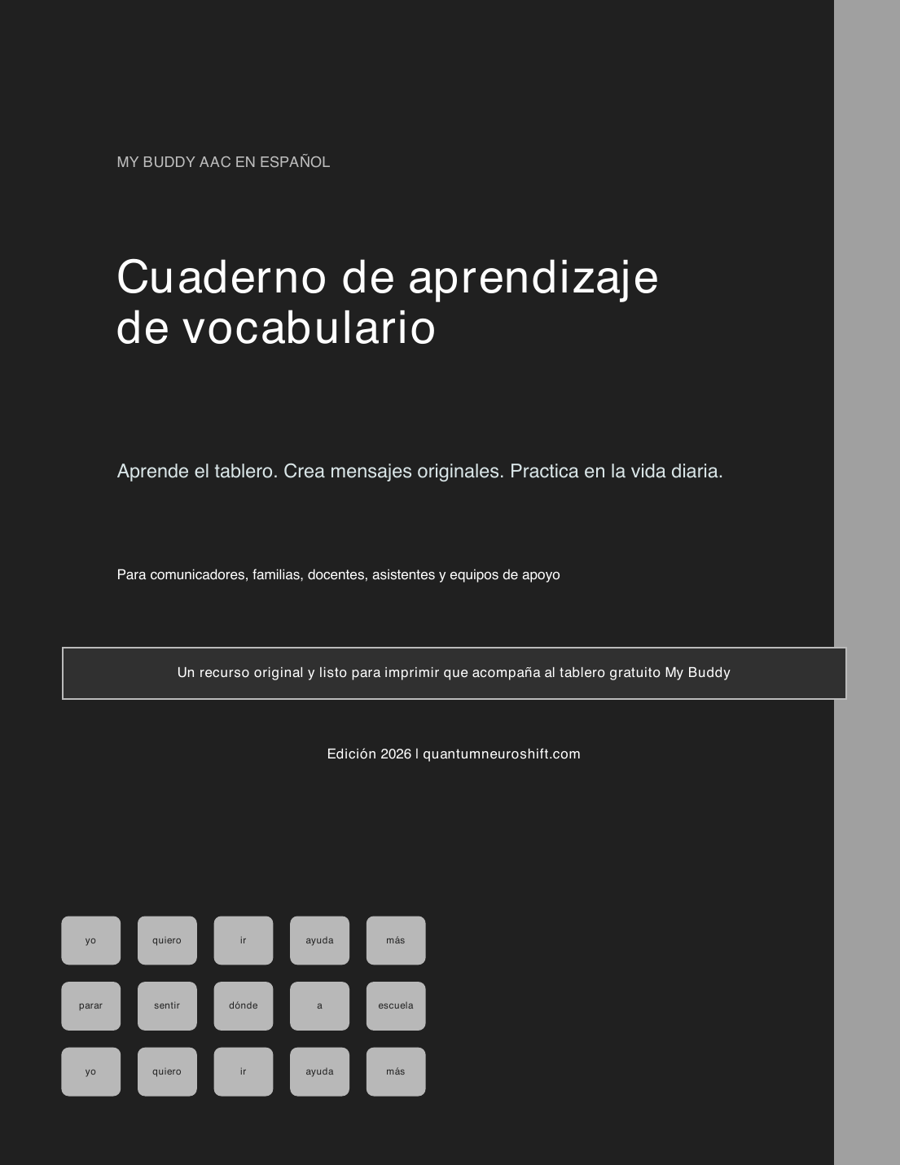 MY BUDDY AAC EN ESPAÑOL
Cuaderno de aprendizaje
de vocabulario
Aprende el tablero. Crea mensajes originales. Practica en la vida diaria.
Para comunicadores, familias, docentes, asistentes y equipos de apoyo
Un recurso original y listo para imprimir que acompaña al tablero gratuito My Buddy
Edición 2026 | quantumneuroshift.com
yo quiero ir ayuda más
parar sentir dónde a escuela
yo quiero ir ayuda más